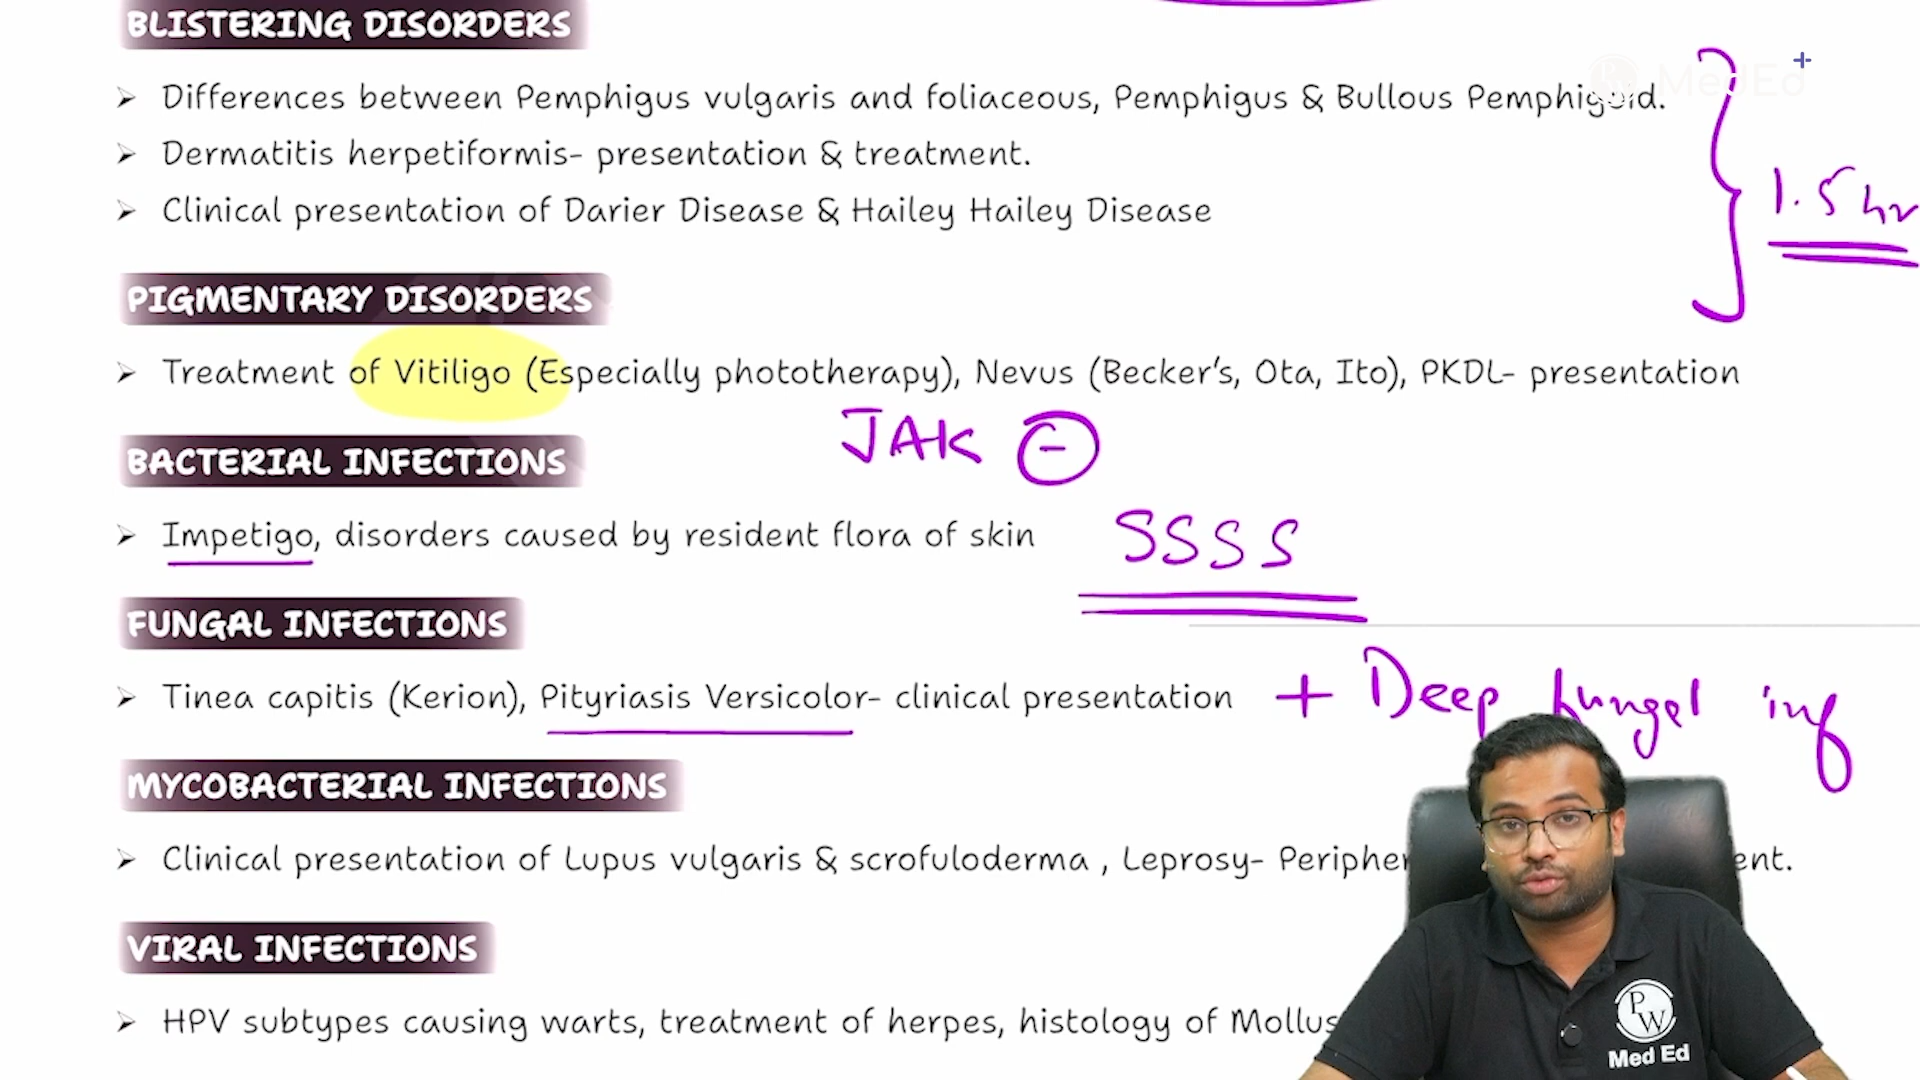 BLISTERING DISORDERS
MedEd
➢ Differences between Pemphigus vulgaris and foliaceous, Pemphigus & Bullous Pemphigoid.
➢ Dermatitis herpetiformis- presentation & treatment.
1.5 hr
➢ Clinical presentation of Darier Disease & Hailey Hailey Disease
PIGMENTARY DISORDERS
➢ Treatment of Vitiligo (Especially phototherapy), Nevus (Becker's, Ota, Ito), PKDL- presentation
JAK -
BACTERIAL INFECTIONS
➢ Impetigo, disorders caused by resident flora of skin
SSSS
FUNGAL INFECTIONS
➢ Tinea capitis (Kerion), Pityriasis Versicolor- clinical presentation + Deep fungal inf
MYCOBACTERIAL INFECTIONS
➢ Clinical presentation of Lupus vulgaris & scrofuloderma , Leprosy-
VIRAL INFECTIONS
➢ HPV subtypes causing warts, treatment of herpes, histology of
PW
Med Ed